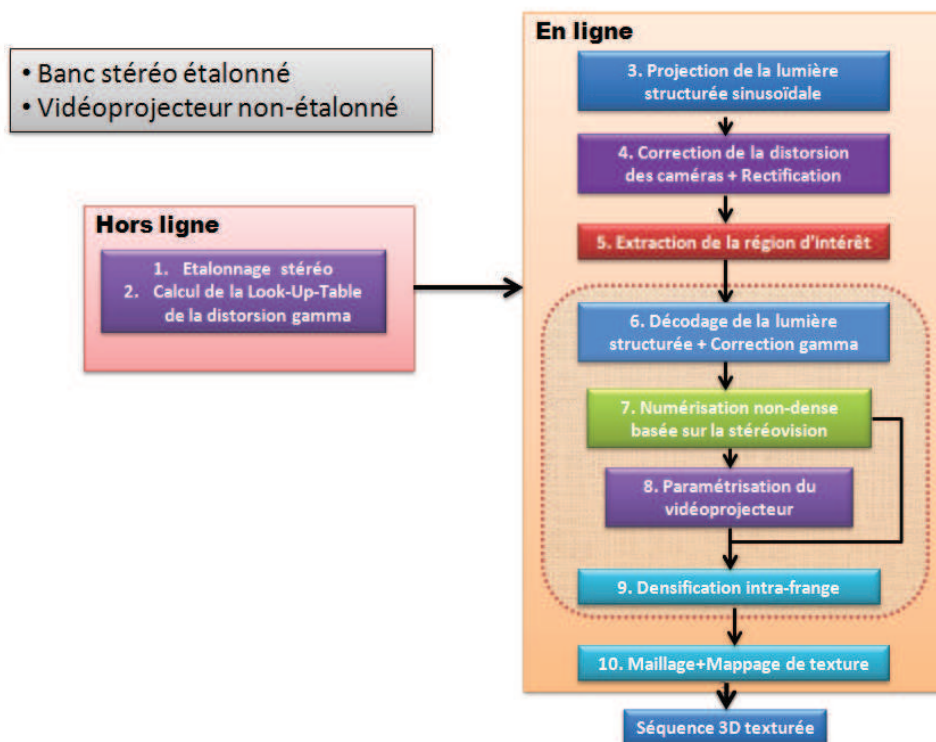 • Banc stéréo étalonné
• Vidéoprojecteur non-étalonné
Hors ligne
1. Etalonnage stéréo
2. Calcul de la Look-Up-Table
de la distorsion gamma
En ligne
3. Projection de la lumière
structurée sinusoïdale
4. Correction de la distorsion
des caméras + Rectification
5. Extraction de la région d'intérêt
6. Décodage de la lumière
structurée + Correction gamma
7. Numérisation non-dense
basée sur la stéréovision
8. Paramétrisation du
vidéoprojecteur
9. Densification intra-frange
10. Maillage+Mappage de texture
Séquence 3D texturée